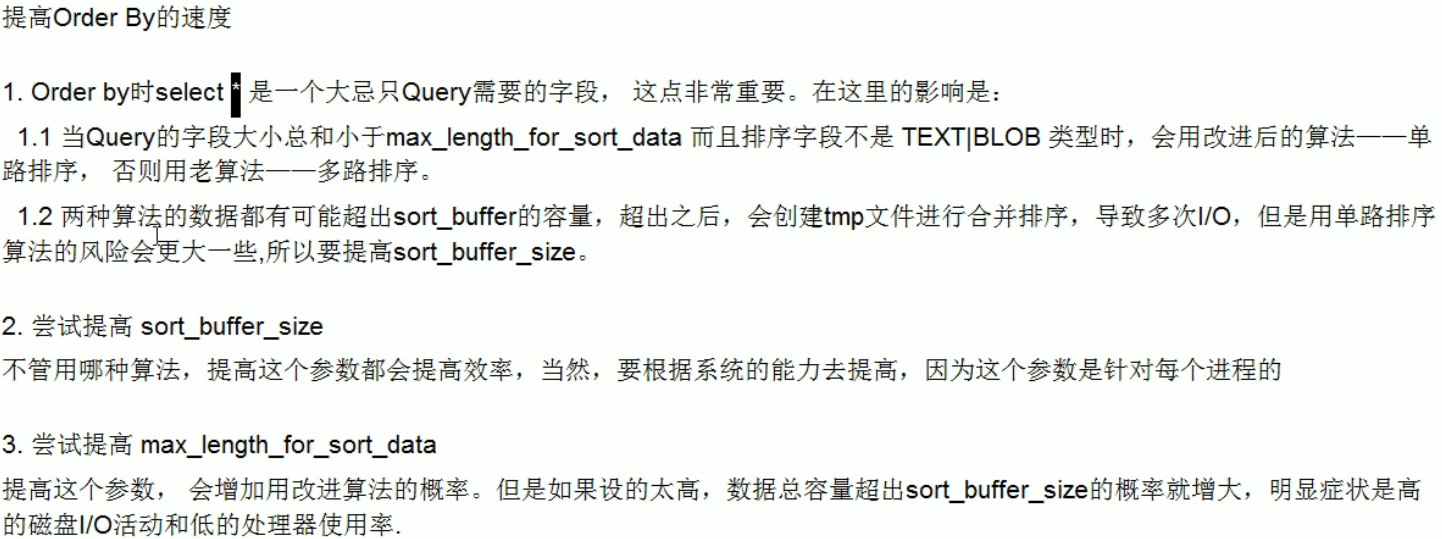 提高Order By的速度
1. Order by时select * 是一个大忌只Query需要的字段， 这点非常重要。在这里的影响是：
1.1 当Query的字段大小总和小于max_length_for_sort_data 而且排序字段不是 TEXT|BLOB 类型时，会用改进后的算法——单
路排序， 否则用老算法——多路排序。
1.2 两种算法的数据都有可能超出sort_buffer的容量，超出之后，会创建tmp文件进行合并排序，导致多次I/O，但是用单路排序
算法的风险会更大一些,所以要提高sort_buffer_size。
2. 尝试提高 sort_buffer_size
不管用哪种算法，提高这个参数都会提高效率，当然，要根据系统的能力去提高，因为这个参数是针对每个进程的
3. 尝试提高 max_length_for_sort_data
提高这个参数， 会增加用改进算法的概率。但是如果设的太高，数据总容量超出sort_buffer_size的概率就增大，明显症状是高
的磁盘I/O活动和低的处理器使用率.